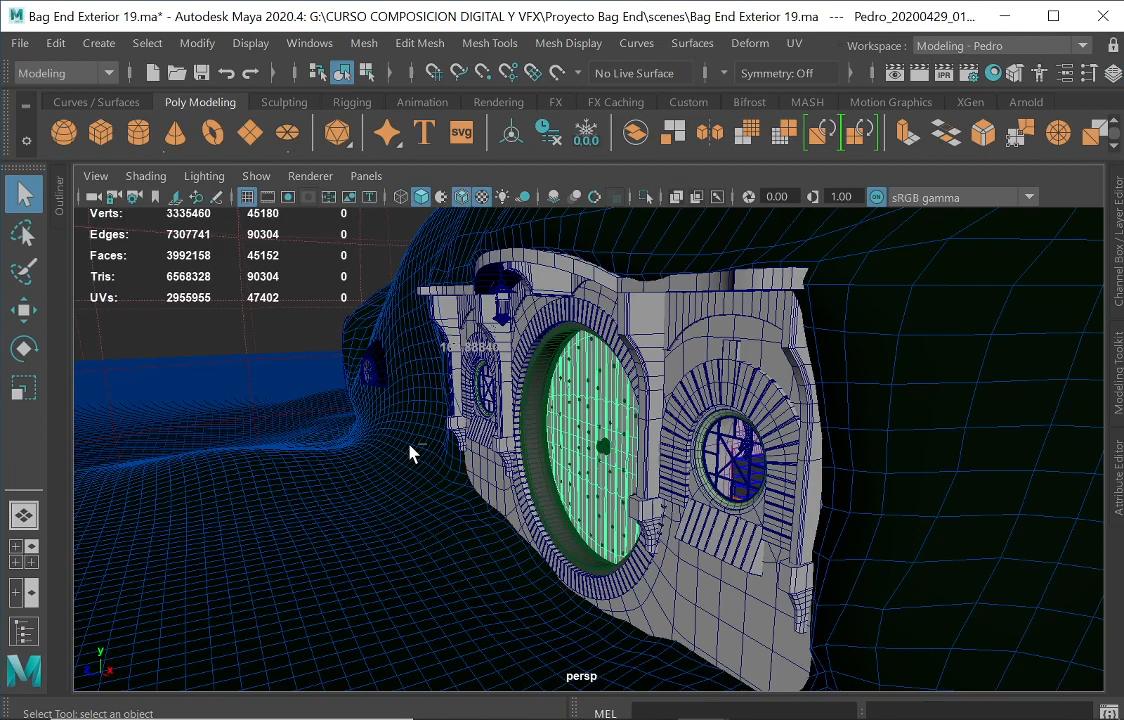 Bag End Exterior 19.ma* - Autodesk Maya 2020.4: G:\CURSO COMPOSICION DIGITAL Y VFX\Proyecto Bag End\scenes\Bag End Exterior 19.ma --- Pedro_20200429_01...
File Edit Create Select Modify Display Windows Mesh Edit Mesh Mesh Tools Mesh Display Curves Surfaces Deform UV Workspace : Modeling - Pedro
Modeling No Live Surface Symmetry: Off IPR
Curves / Surfaces Poly Modeling Sculpting Rigging Animation Rendering FX FX Caching Custom Bifrost MASH Motion Graphics XGen Arnold
T SVG 0,0,0
View Shading Lighting Show Renderer Panels
0.00 1.00 ON sRGB gamma
Outliner
Channel Box / Layer Editor
Modeling Toolkit
Attribute Editor
Verts: 3335460 45180 0
Edges: 7307741 90304 0
Faces: 3992158 45152 0
Tris: 6568328 90304 0
UVs: 2955955 47402 0
y
z x
persp
Select Tool: select an object MEL